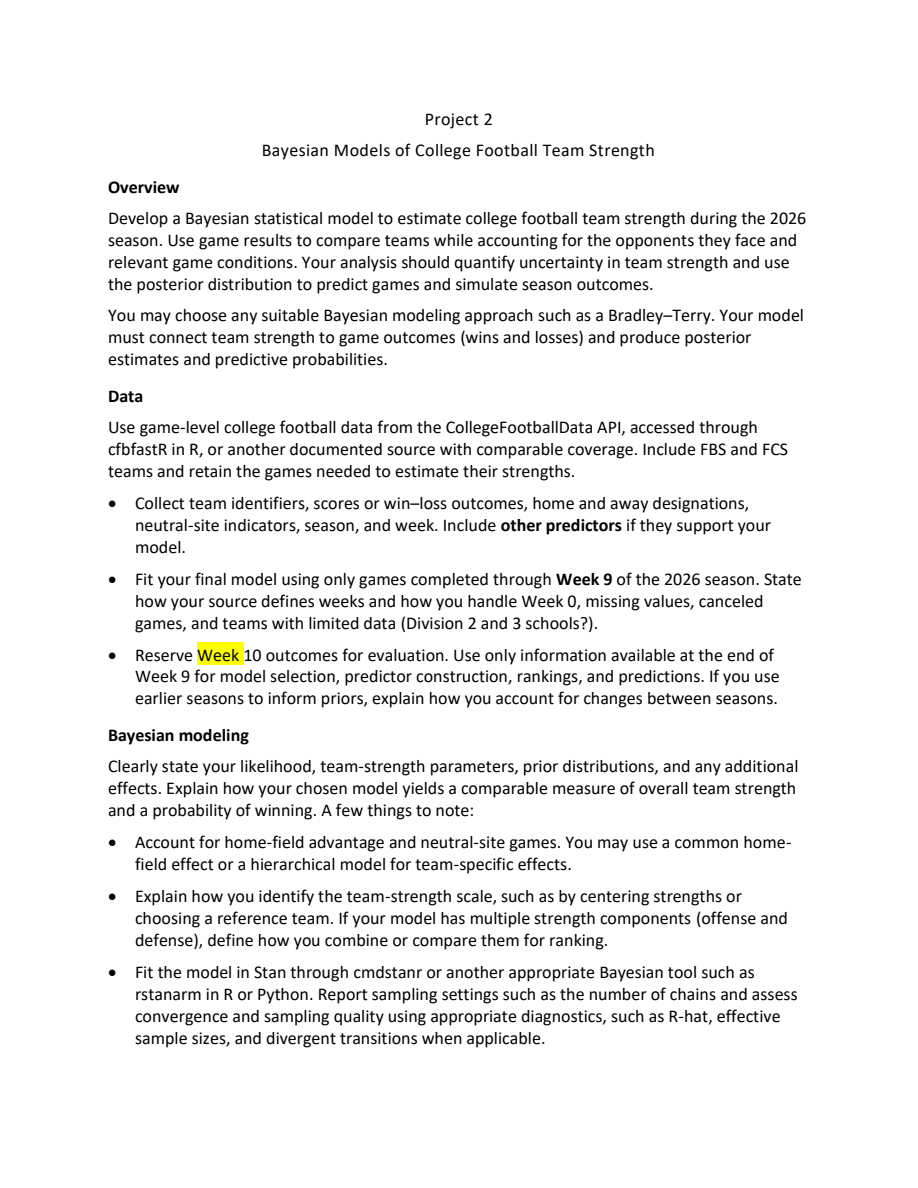 Project 2
Bayesian Models of College Football Team Strength
Overview
Develop a Bayesian statistical model to estimate college football team strength during the 2026
season. Use game results to compare teams while accounting for the opponents they face and
relevant game conditions. Your analysis should quantify uncertainty in team strength and use
the posterior distribution to predict games and simulate season outcomes.
You may choose any suitable Bayesian modeling approach such as a Bradley–Terry. Your model
must connect team strength to game outcomes (wins and losses) and produce posterior
estimates and predictive probabilities.
Data
Use game-level college football data from the CollegeFootballData API, accessed through
cfbfastR in R, or another documented source with comparable coverage. Include FBS and FCS
teams and retain the games needed to estimate their strengths.
• Collect team identifiers, scores or win–loss outcomes, home and away designations,
neutral-site indicators, season, and week. Include other predictors if they support your
model.
• Fit your final model using only games completed through Week 9 of the 2026 season. State
how your source defines weeks and how you handle Week 0, missing values, canceled
games, and teams with limited data (Division 2 and 3 schools?).
• Reserve Week 10 outcomes for evaluation. Use only information available at the end of
Week 9 for model selection, predictor construction, rankings, and predictions. If you use
earlier seasons to inform priors, explain how you account for changes between seasons.
Bayesian modeling
Clearly state your likelihood, team-strength parameters, prior distributions, and any additional
effects. Explain how your chosen model yields a comparable measure of overall team strength
and a probability of winning. A few things to note:
• Account for home-field advantage and neutral-site games. You may use a common home-
field effect or a hierarchical model for team-specific effects.
• Explain how you identify the team-strength scale, such as by centering strengths or
choosing a reference team. If your model has multiple strength components (offense and
defense), define how you combine or compare them for ranking.
• Fit the model in Stan through cmdstanr or another appropriate Bayesian tool such as
rstanarm in R or Python. Report sampling settings such as the number of chains and assess
convergence and sampling quality using appropriate diagnostics, such as R-hat, effective
sample sizes, and divergent transitions when applicable.